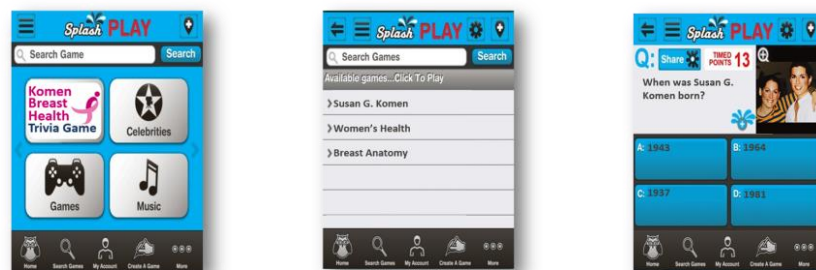 Splash PLAY
Search Game
Search
Komen
Breast
Health
Trivia Game
Celebrities
Games
Music
Home
Search Games
My Account
Create A Game
More
Splash PLAY
Search Games
Search
Available games...Click To Play
Susan G. Komen
Women's Health
Breast Anatomy
Home
Search Games
My Account
Create A Game
More
Splash PLAY
Q:
Share
TIMED
POINTS
13
When was Susan G.
Komen born?
A: 1943
B: 1964
C: 1937
D: 1981
Home
Search Games
My Account
Create A Game
More